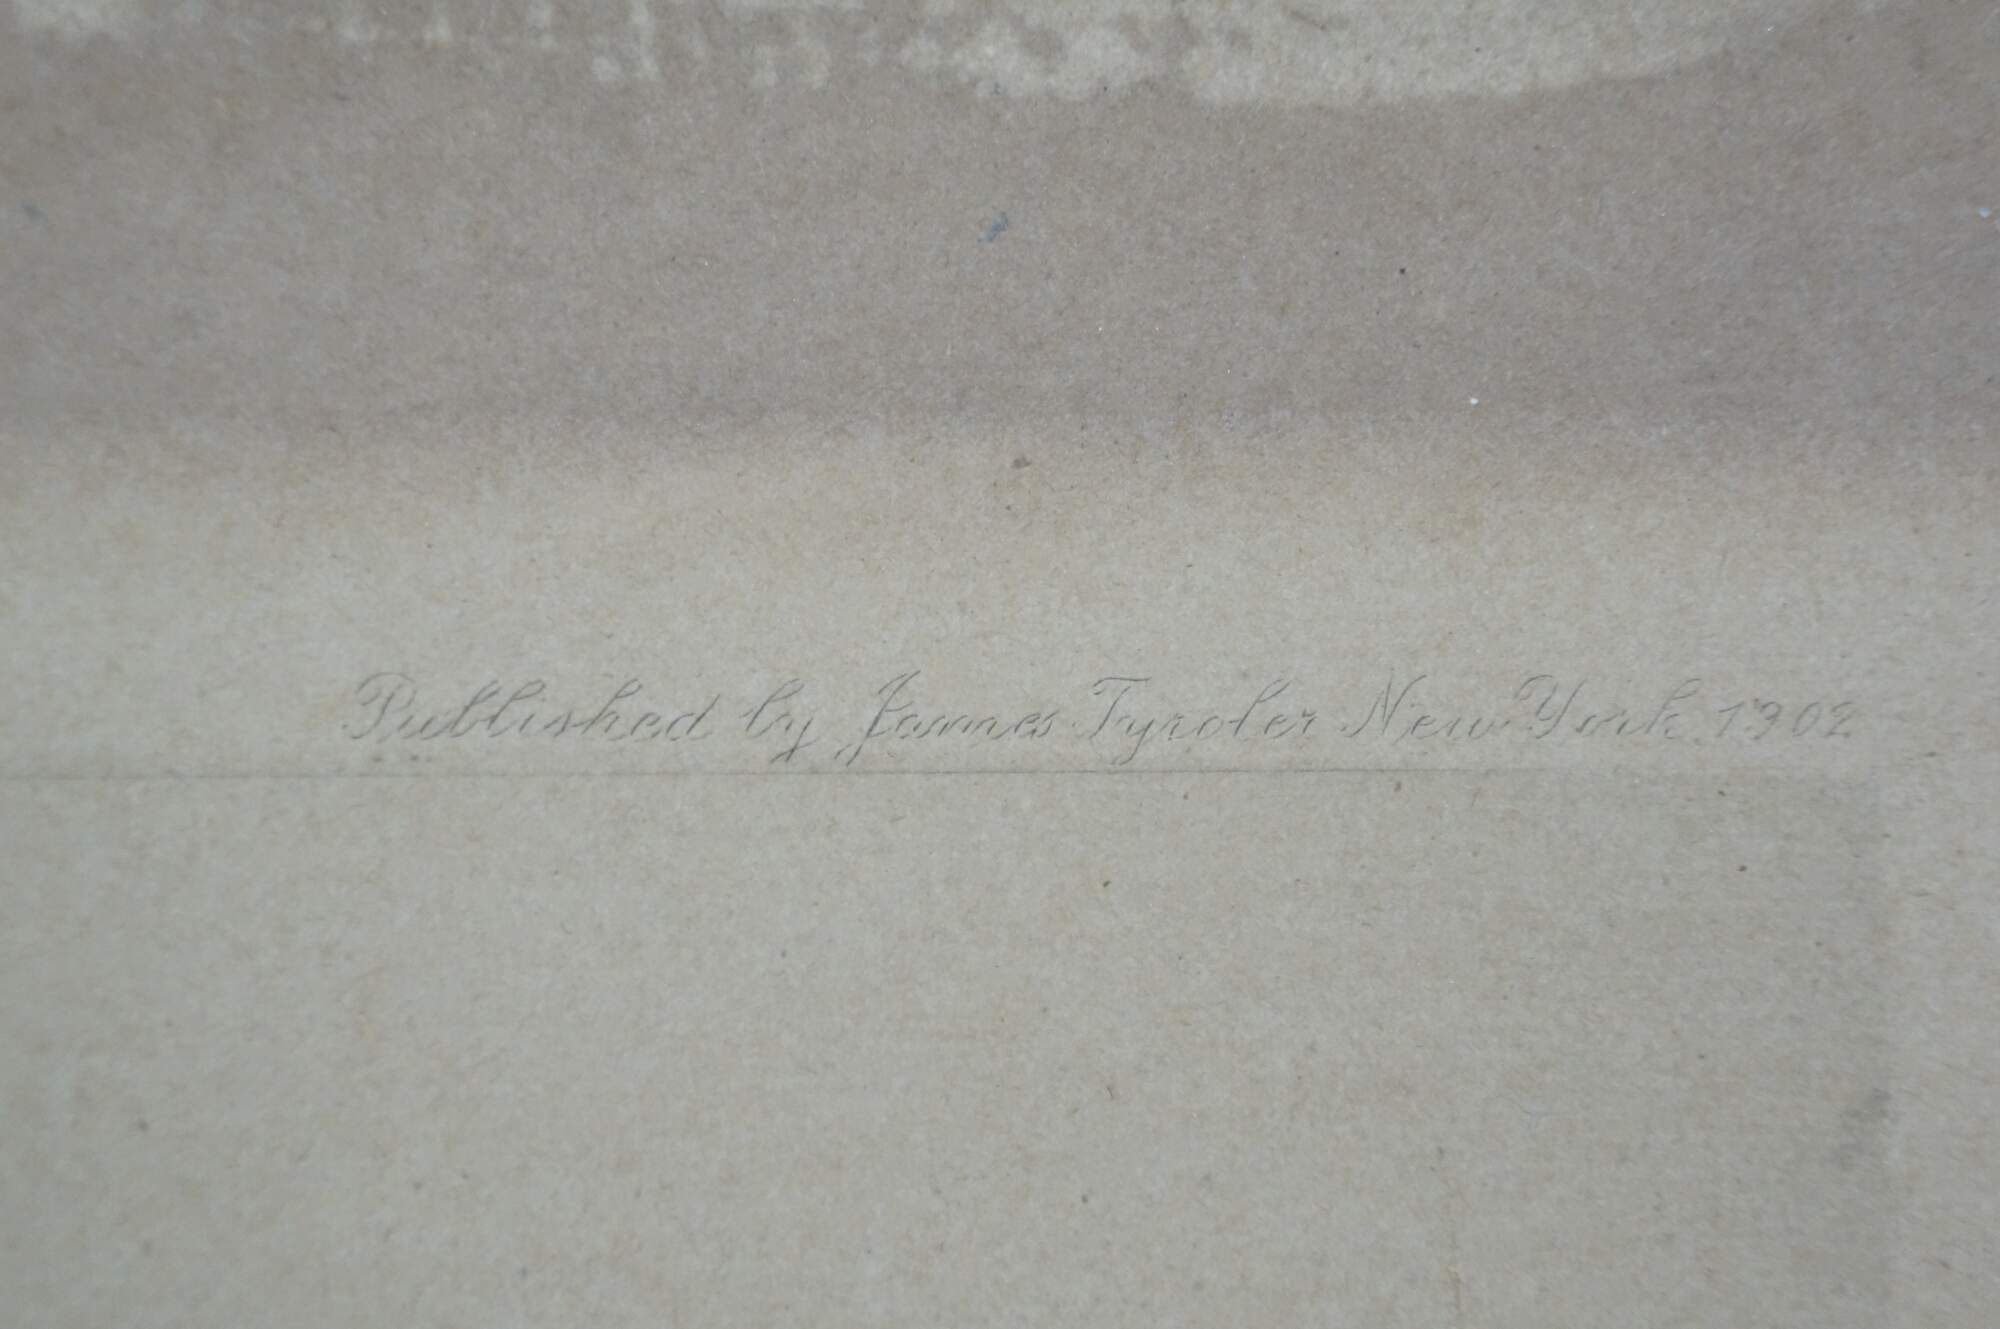 Published by James Tyroler New York. 1902